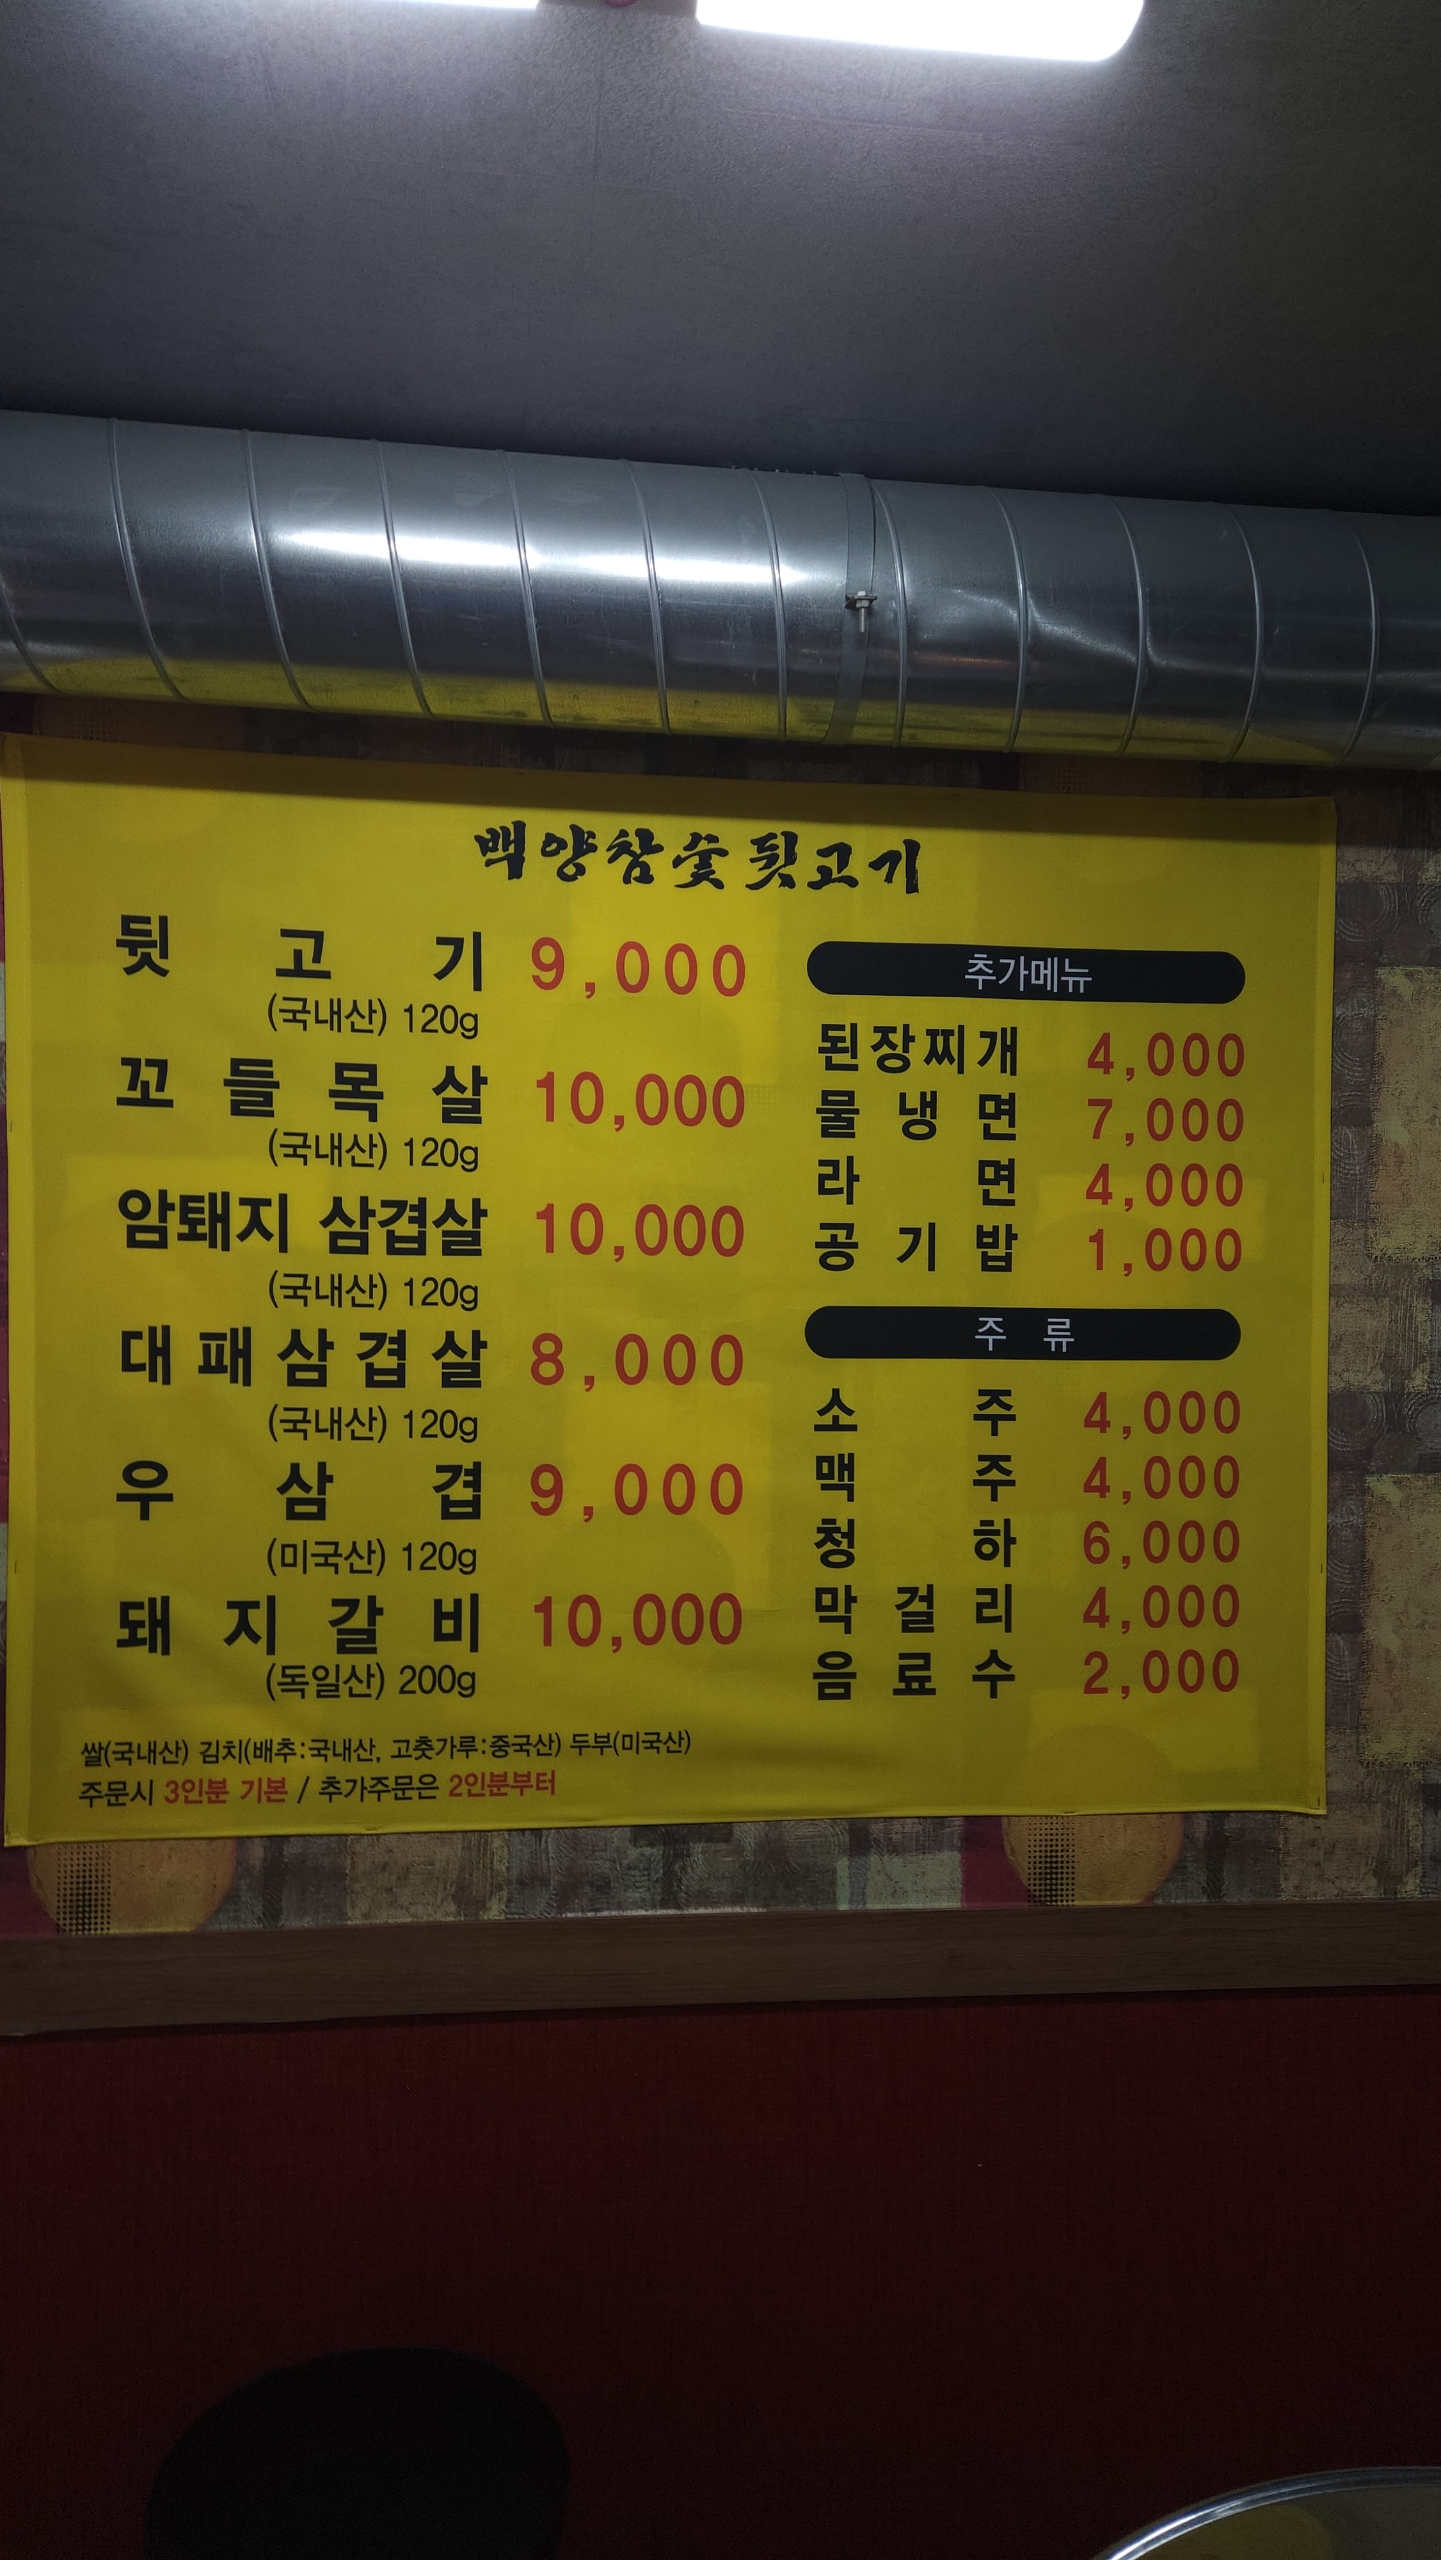 백양참숯뒷고기
뒷고기 9,000
(국내산) 120g
꼬들목살 10,000
(국내산) 120g
암퇘지 삼겹살 10,000
(국내산) 120g
대패삼겹살 8,000
(국내산) 120g
우삼겹 9,000
(미국산) 120g
돼지갈비 10,000
(독일산) 200g
쌀(국내산) 김치(배추:국내산, 고춧가루:중국산) 두부(미국산)
주문시 3인분 기본 / 추가주문은 2인분부터
추가메뉴
된장찌개 4,000
물냉면 7,000
라면 4,000
공기밥 1,000
주류
소주 4,000
맥주 4,000
청하 6,000
막걸리 4,000
음료수 2,000